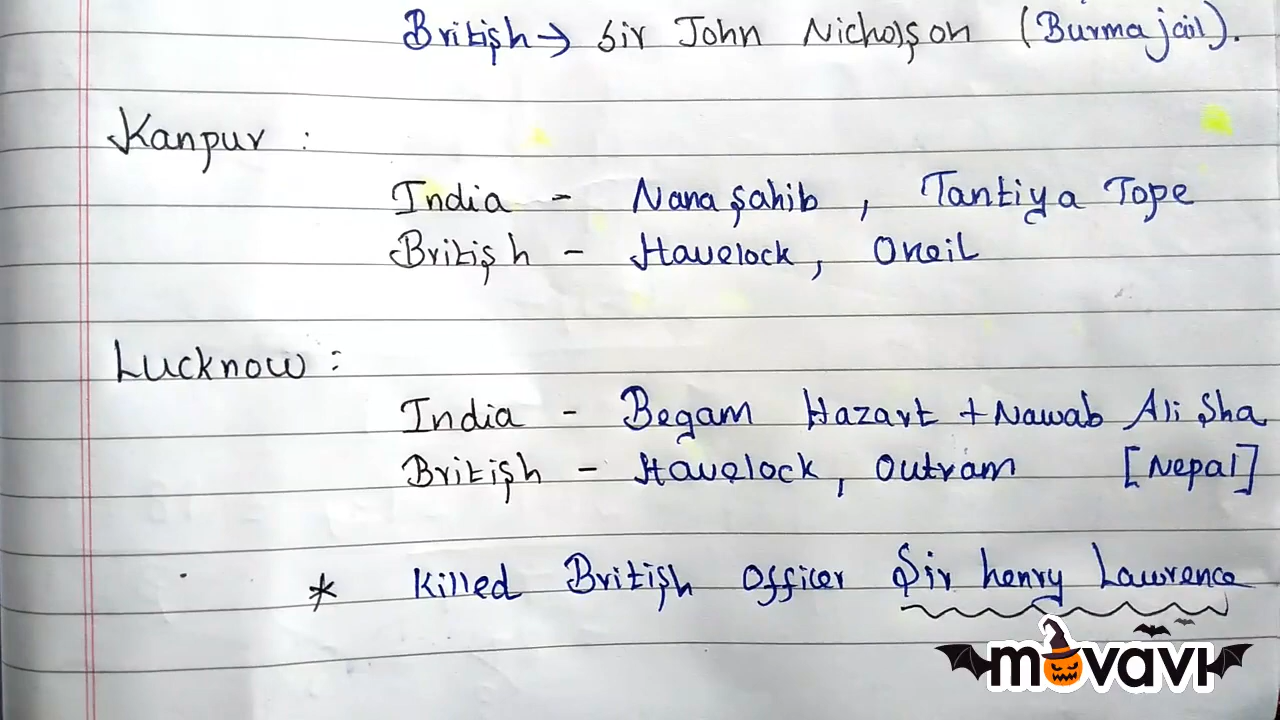 British → Sir John Nicholson (Burma jail).
Kanpur :
India - Nana Sahib , Tantiya Tope
British - Havelock, Oneil
Lucknow :
India - Begam Hazart + Nawab Ali Sha
British - Havelock, Outram [Nepal]
* Killed British Officer Sir henry Lawrence
movavi